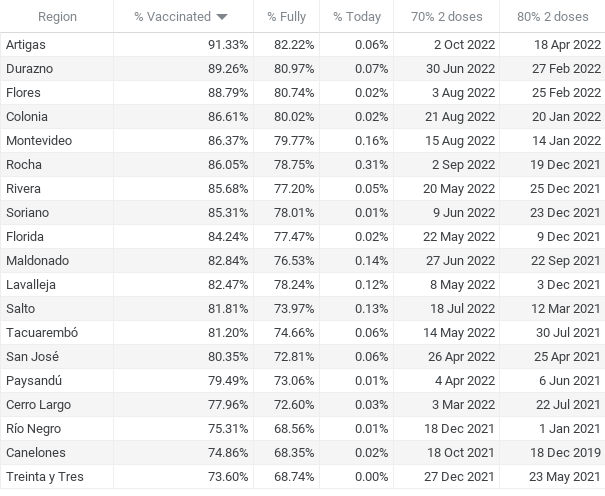 Region % Vaccinated % Fully % Today 70% 2 doses 80% 2 doses
Artigas 91.33% 82.22% 0.06% 2 Oct 2022 18 Apr 2022
Durazno 89.26% 80.97% 0.07% 30 Jun 2022 27 Feb 2022
Flores 88.79% 80.74% 0.02% 3 Aug 2022 25 Feb 2022
Colonia 86.61% 80.02% 0.02% 21 Aug 2022 20 Jan 2022
Montevideo 86.37% 79.77% 0.16% 15 Aug 2022 14 Jan 2022
Rocha 86.05% 78.75% 0.31% 2 Sep 2022 19 Dec 2021
Rivera 85.68% 77.20% 0.05% 20 May 2022 25 Dec 2021
Soriano 85.31% 78.01% 0.01% 9 Jun 2022 23 Dec 2021
Florida 84.24% 77.47% 0.02% 22 May 2022 9 Dec 2021
Maldonado 82.84% 76.53% 0.14% 27 Jun 2022 22 Sep 2021
Lavalleja 82.47% 78.24% 0.12% 8 May 2022 3 Dec 2021
Salto 81.81% 73.97% 0.13% 18 Jul 2022 12 Mar 2021
Tacuarembó 81.20% 74.66% 0.06% 14 May 2022 30 Jul 2021
San José 80.35% 72.81% 0.06% 26 Apr 2022 25 Apr 2021
Paysandú 79.49% 73.06% 0.01% 4 Apr 2022 6 Jun 2021
Cerro Largo 77.96% 72.60% 0.03% 3 Mar 2022 22 Jul 2021
Río Negro 75.31% 68.56% 0.01% 18 Dec 2021 1 Jan 2021
Canelones 74.86% 68.35% 0.02% 18 Oct 2021 18 Dec 2019
Treinta y Tres 73.60% 68.74% 0.00% 27 Dec 2021 23 May 2021